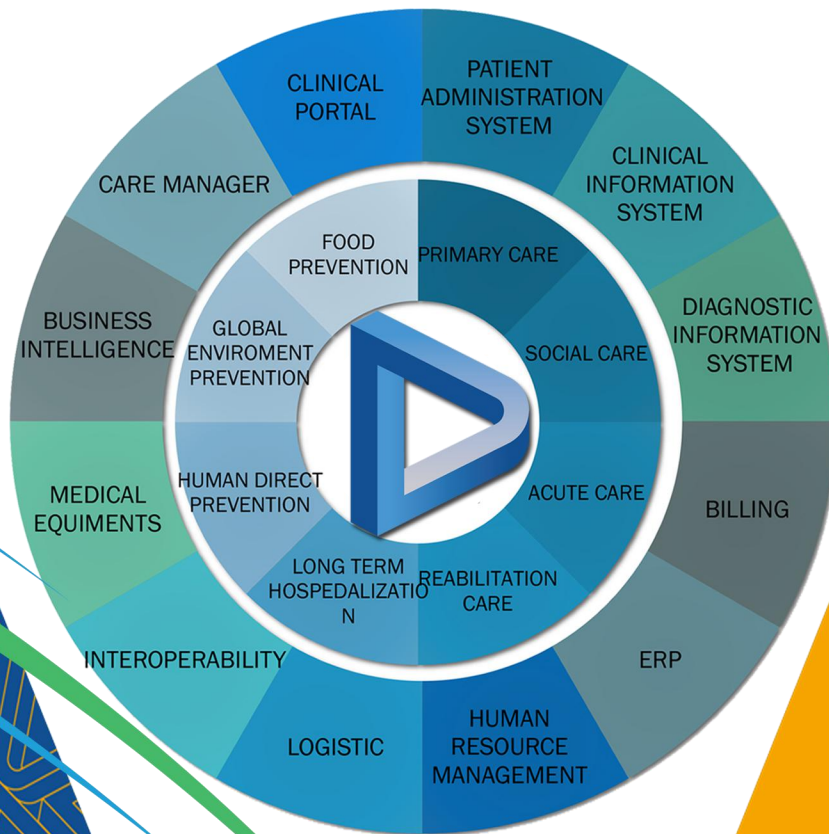 CLINICAL
PORTAL
PATIENT
ADMINISTRATION
SYSTEM
CLINICAL
INFORMATION
SYSTEM
DIAGNOSTIC
INFORMATION
SYSTEM
BILLING
ERP
HUMAN
RESOURCE
MANAGEMENT
LOGISTIC
INTEROPERABILITY
MEDICAL
EQUIMENTS
BUSINESS
INTELLIGENCE
CARE MANAGER
FOOD
PREVENTION
PRIMARY CARE
SOCIAL CARE
ACUTE CARE
REABILITATION
CARE
LONG TERM
HOSPEDALIZATIO
N
HUMAN DIRECT
PREVENTION
GLOBAL
ENVIROMENT
PREVENTION